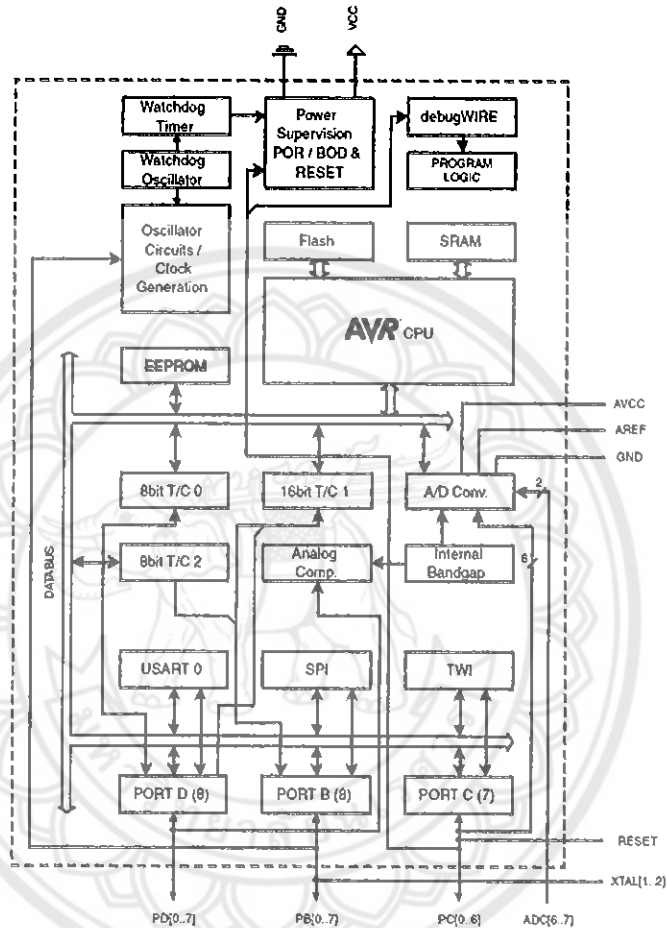 GND
VCC
Watchdog
Timer
Power
Supervision
POR / BOD &
RESET
debugWIRE
Watchdog
Oscillator
PROGRAM
LOGIC
Oscillator
Circuits /
Clock
Generation
Flash
SRAM
AVR CPU
EEPROM
AVCC
AREF
GND
8bit T/C 0
16bit T/C 1
A/D Conv.
2
DATABUS
8bit T/C 2
Analog
Comp.
Internal
Bandgap
6
USART 0
SPI
TWI
PORT D (8)
PORT B (8)
PORT C (7)
RESET
XTAL[1..2]
PD[0..7]
PB[0..7]
PC[0..6]
ADC[6..7]